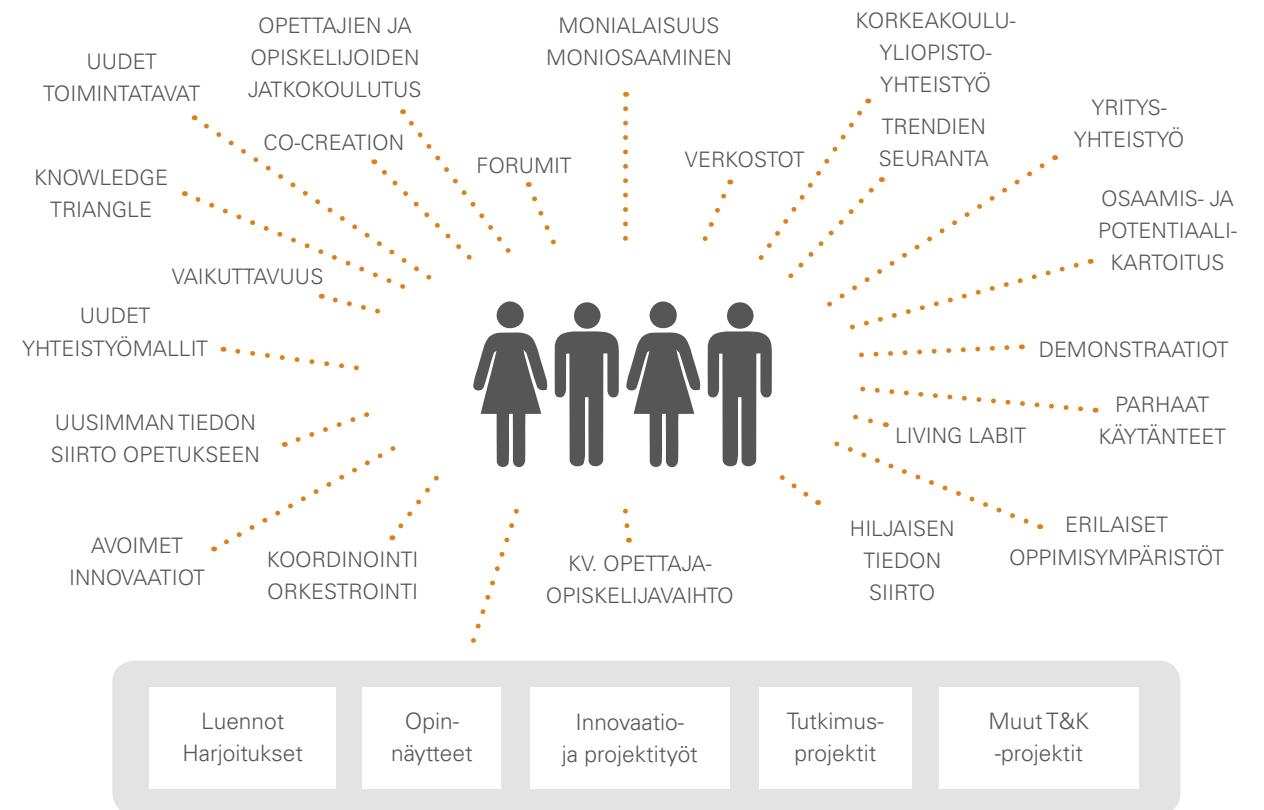 OPETTAJIEN JA
OPISKELIJOIDEN
JATKOKOULUTUS
MONIALAISUUS
MONIOSAAMINEN
KORKEAKOULU-
YLIOPISTO-
YHTEISTYÖ
UUDET
TOIMINTATAVAT
YRITYS-
YHTEISTYÖ
CO-CREATION
FORUMIT
VERKOSTOT
TRENDIEN
SEURANTA
KNOWLEDGE
TRIANGLE
OSAAMIS- JA
POTENTIAALI-
KARTOITUS
VAIKUTTAVUUS
UUDET
YHTEISTYÖMALLIT
DEMONSTRAATIOT
UUSIMMAN TIEDON
SIIRTO OPETUKSEEN
PARHAAT
KÄYTÄNTEET
LIVING LABIT
AVOIMET
INNOVAATIOT
KOORDINOINTI
ORKESTROINTI
KV. OPETTAJA-
OPISKELIJAVAIHTO
HILJAISEN
TIEDON
SIIRTO
ERILAISET
OPPIMISYMPÄRISTÖT
Luennot
Harjoitukset
Opin-
näytteet
Innovaatio-
ja projektityöt
Tutkimus-
projektit
Muut T&K
-projektit